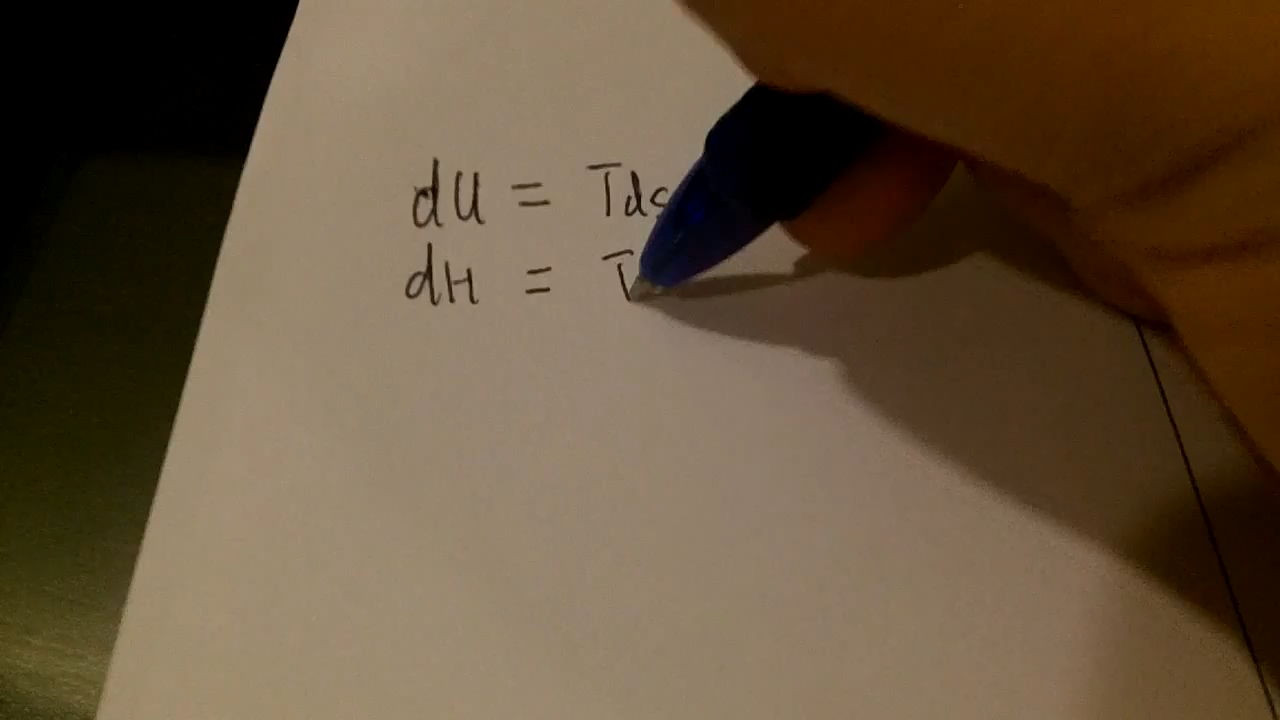 dU = Tds
dH = T